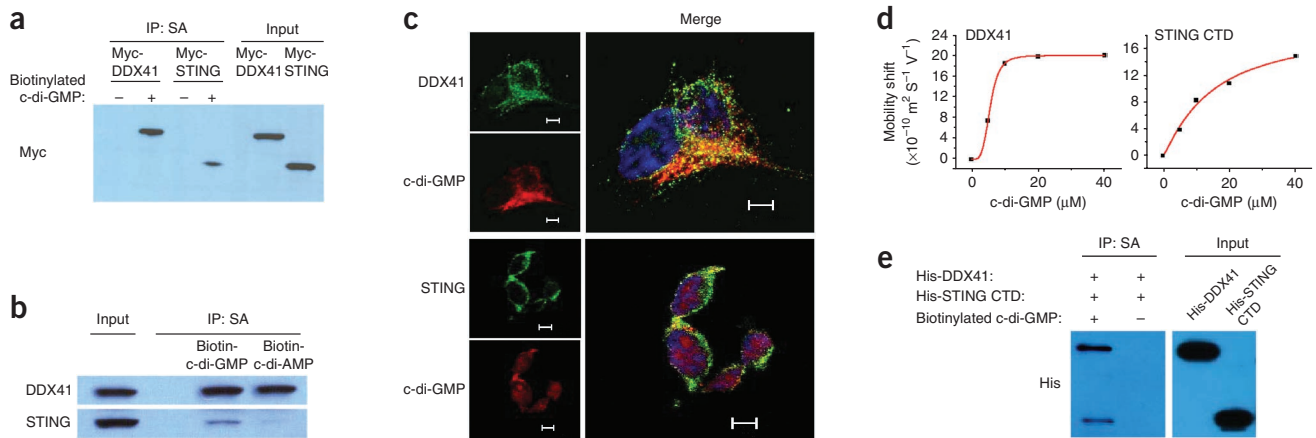 a
IP: SA
Input
Myc-
DDX41
Myc-
STING
Myc-
DDX41
Myc-
STING
Biotinylated
c-di-GMP:
– + – +
Myc
b
Input
IP: SA
Biotin-
c-di-GMP
Biotin-
c-di-AMP
DDX41
STING
c
Merge
DDX41
c-di-GMP
STING
c-di-GMP
d
DDX41
Mobility shift
(×10⁻¹⁰ m² S⁻¹ V⁻¹)
24
20
16
12
8
4
0
0 20 40
c-di-GMP (µM)
STING CTD
16
12
8
4
0
0 20 40
c-di-GMP (µM)
e
IP: SA
Input
His-DDX41: + +
His-STING CTD: + +
Biotinylated c-di-GMP: + –
His-DDX41
His-STING
CTD
His